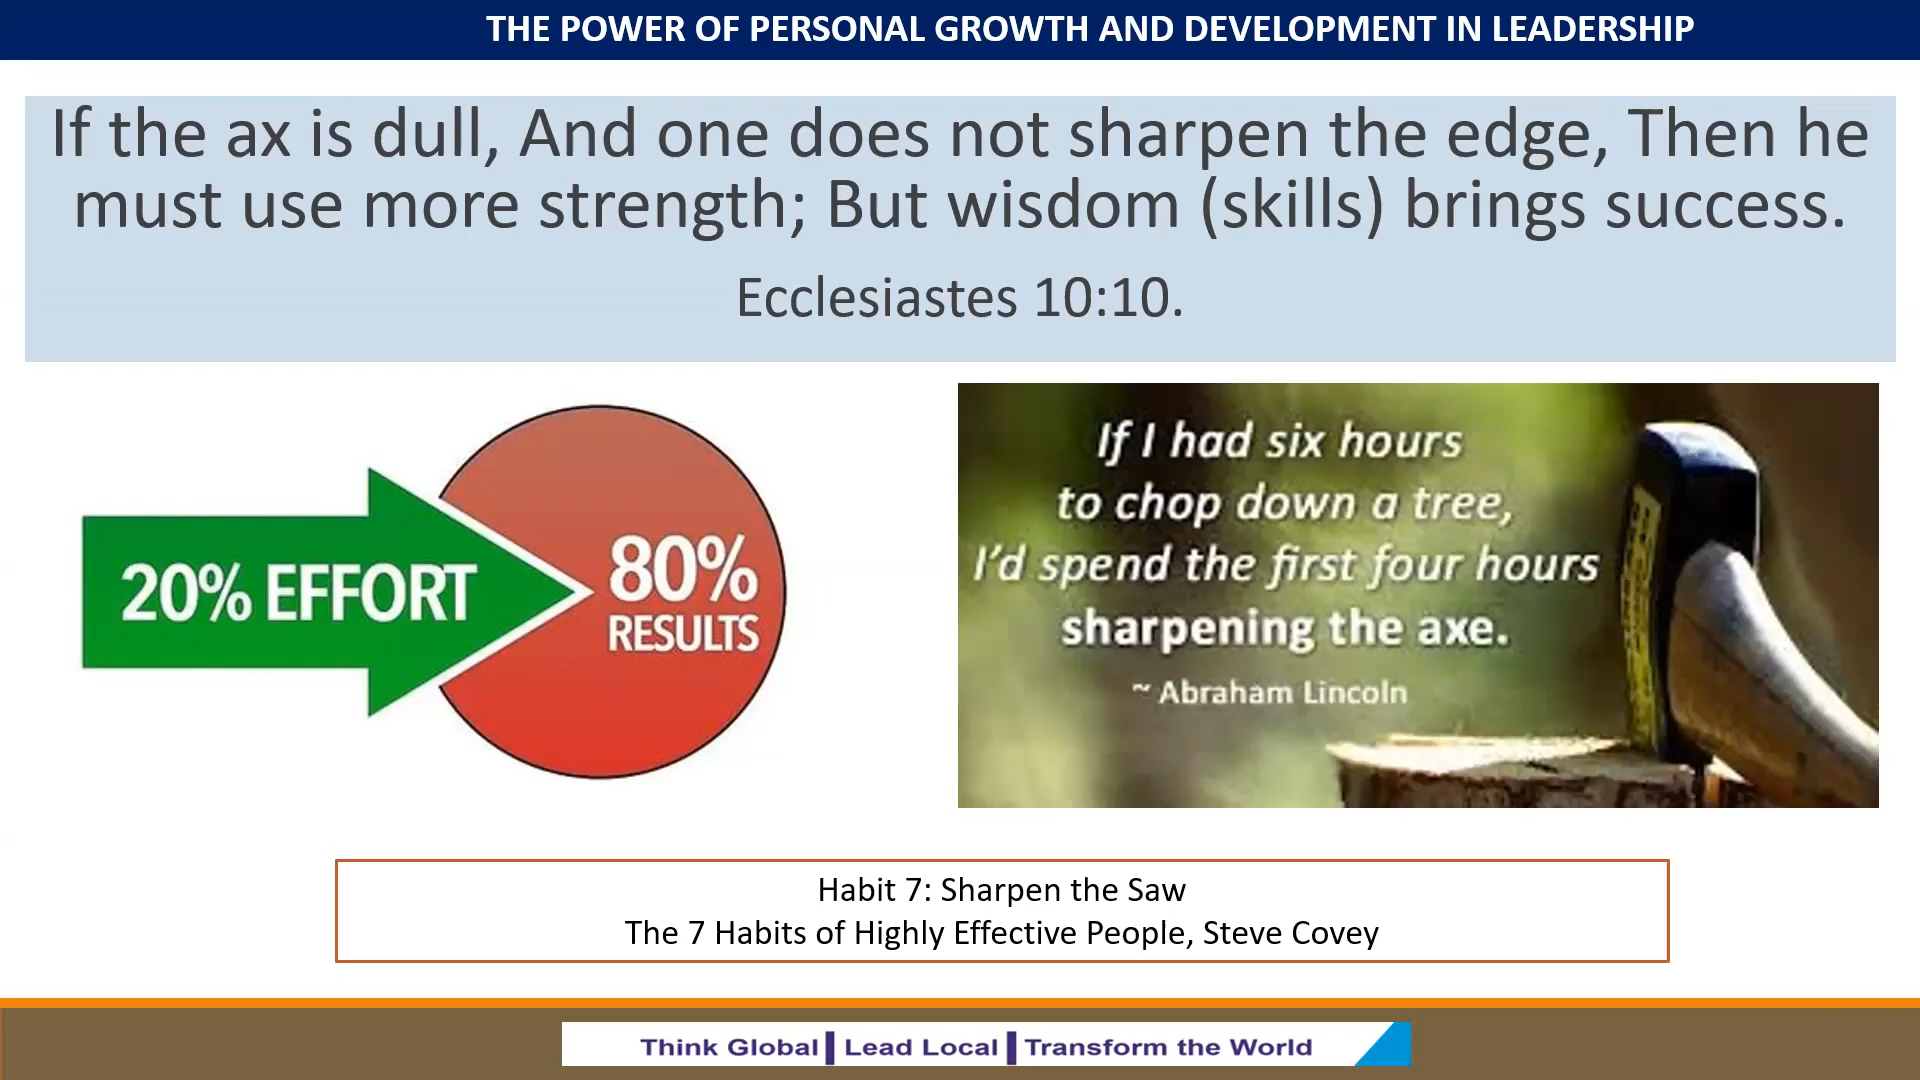 THE POWER OF PERSONAL GROWTH AND DEVELOPMENT IN LEADERSHIP
If the ax is dull, And one does not sharpen the edge, Then he
must use more strength; But wisdom (skills) brings success.
Ecclesiastes 10:10.
20% EFFORT
80%
RESULTS
If I had six hours
to chop down a tree,
I'd spend the first four hours
sharpening the axe.
~ Abraham Lincoln
Habit 7: Sharpen the Saw
The 7 Habits of Highly Effective People, Steve Covey
Think Global Lead Local Transform the World